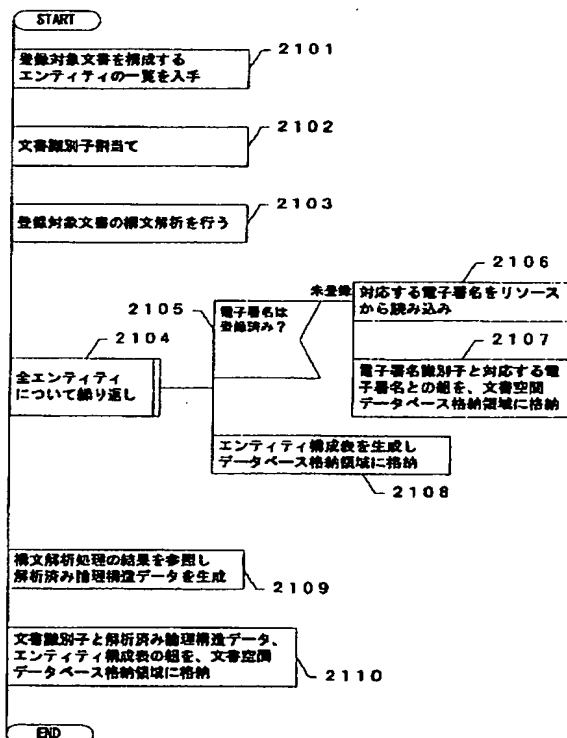 START
2101
登録対象文書を構成する
エンティティの一覧を入手
2102
文書識別子割当て
2103
登録対象文書の構文解析を行う
2104
全エンティティ
について繰り返し
2105
電子署名は
登録済み？
未登録
2106
対応する電子署名をリソース
から読み込み
2107
電子署名識別子と対応する電
子署名との組を、文書空間
データベース格納領域に格納
エンティティ構成表を生成し
データベース格納領域に格納
2108
構文解析処理の結果を参照し
解析済み論理構造データを生成
2109
文書識別子と解析済み論理構造データ、
エンティティ構成表の組を、文書空間
データベース格納領域に格納
2110
END